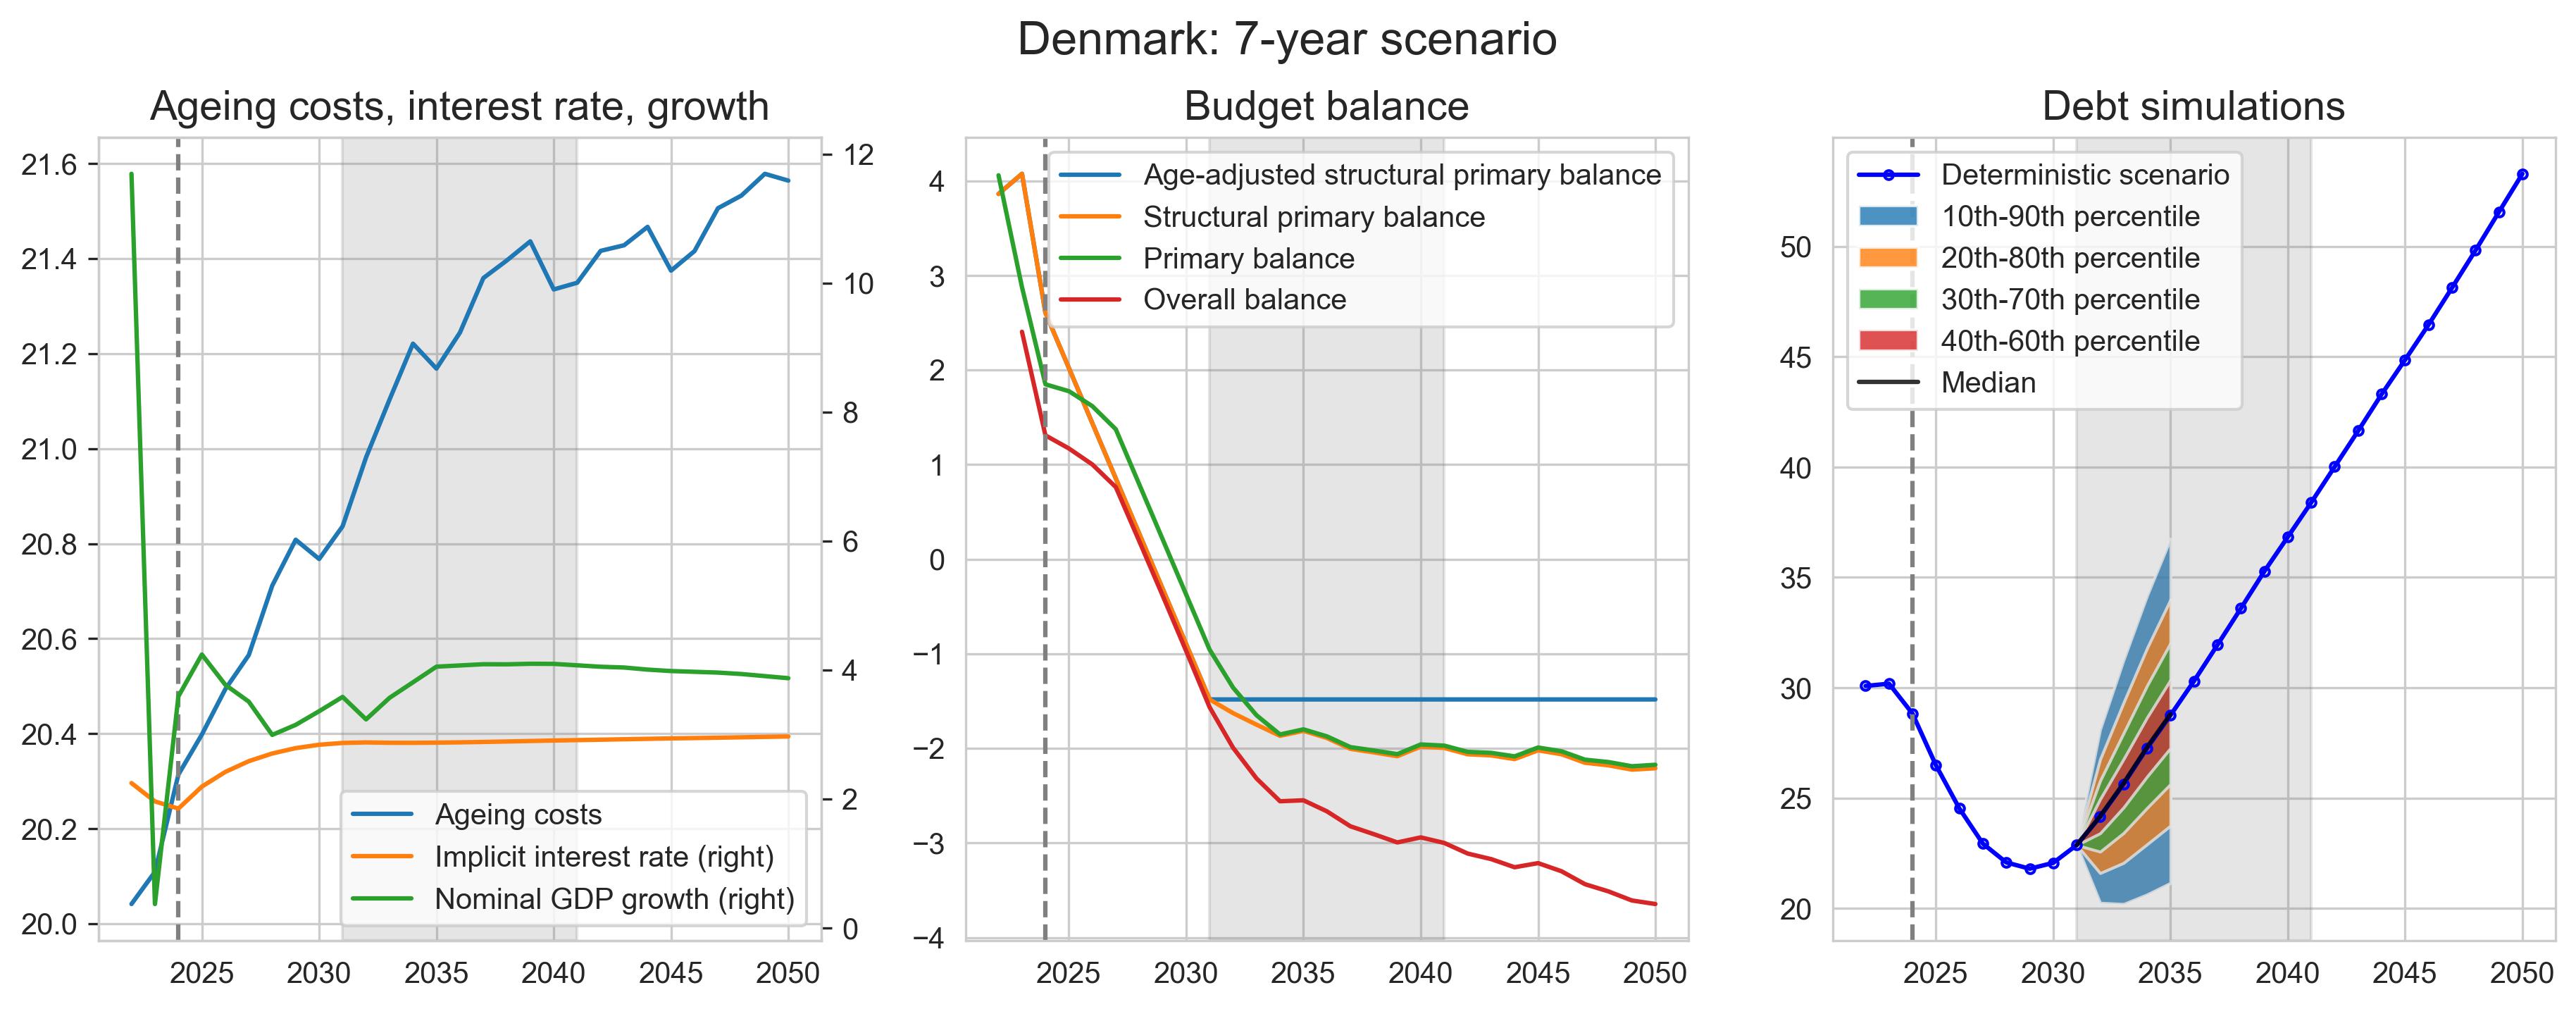 Denmark: 7-year scenario
Ageing costs, interest rate, growth
21.6
21.4
21.2
21.0
20.8
20.6
20.4
20.2
20.0
12
10
8
6
4
2
0
Ageing costs
Implicit interest rate (right)
Nominal GDP growth (right)
2025 2030 2035 2040 2045 2050
Budget balance
4
3
2
1
0
−1
−2
−3
−4
Age-adjusted structural primary balance
Structural primary balance
Primary balance
Overall balance
2025 2030 2035 2040 2045 2050
Debt simulations
50
45
40
35
30
25
20
Deterministic scenario
10th-90th percentile
20th-80th percentile
30th-70th percentile
40th-60th percentile
Median
2025 2030 2035 2040 2045 2050